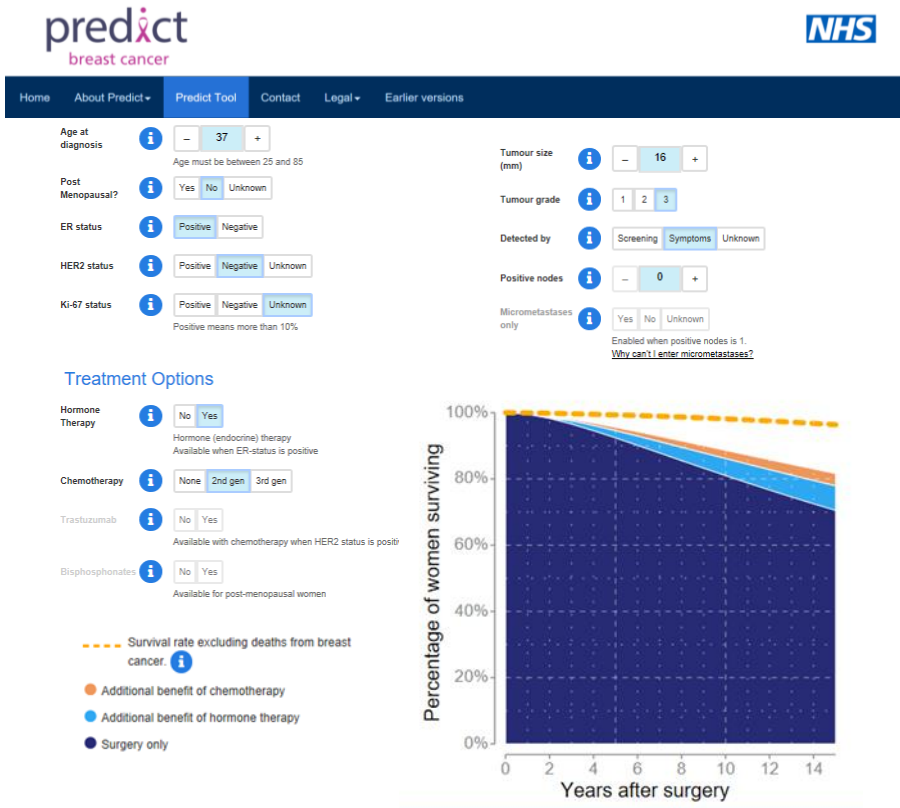 predict
breast cancer
NHS
Home About Predict Predict Tool Contact Legal Earlier versions
Age at
diagnosis
i
– 37 +
Age must be between 25 and 85
Post
Menopausal?
i
Yes No Unknown
ER status
i
Positive Negative
HER2 status
i
Positive Negative Unknown
Ki-67 status
i
Positive Negative Unknown
Positive means more than 10%
Tumour size
(mm)
i
– 16 +
Tumour grade
i
1 2 3
Detected by
i
Screening Symptoms Unknown
Positive nodes
i
– 0 +
Micrometastases
only
i
Yes No Unknown
Enabled when positive nodes is 1.
Why can't I enter micrometastases?
Treatment Options
Hormone
Therapy
i
No Yes
Hormone (endocrine) therapy
Available when ER-status is positive
Chemotherapy
i
None 2nd gen 3rd gen
Trastuzumab
i
No Yes
Available with chemotherapy when HER2 status is positi
Bisphosphonates
i
No Yes
Available for post-menopausal women
Survival rate excluding deaths from breast
cancer. i
Additional benefit of chemotherapy
Additional benefit of hormone therapy
Surgery only
Percentage of women surviving
100%
80%
60%
40%
20%
0%
0 2 4 6 8 10 12 14
Years after surgery